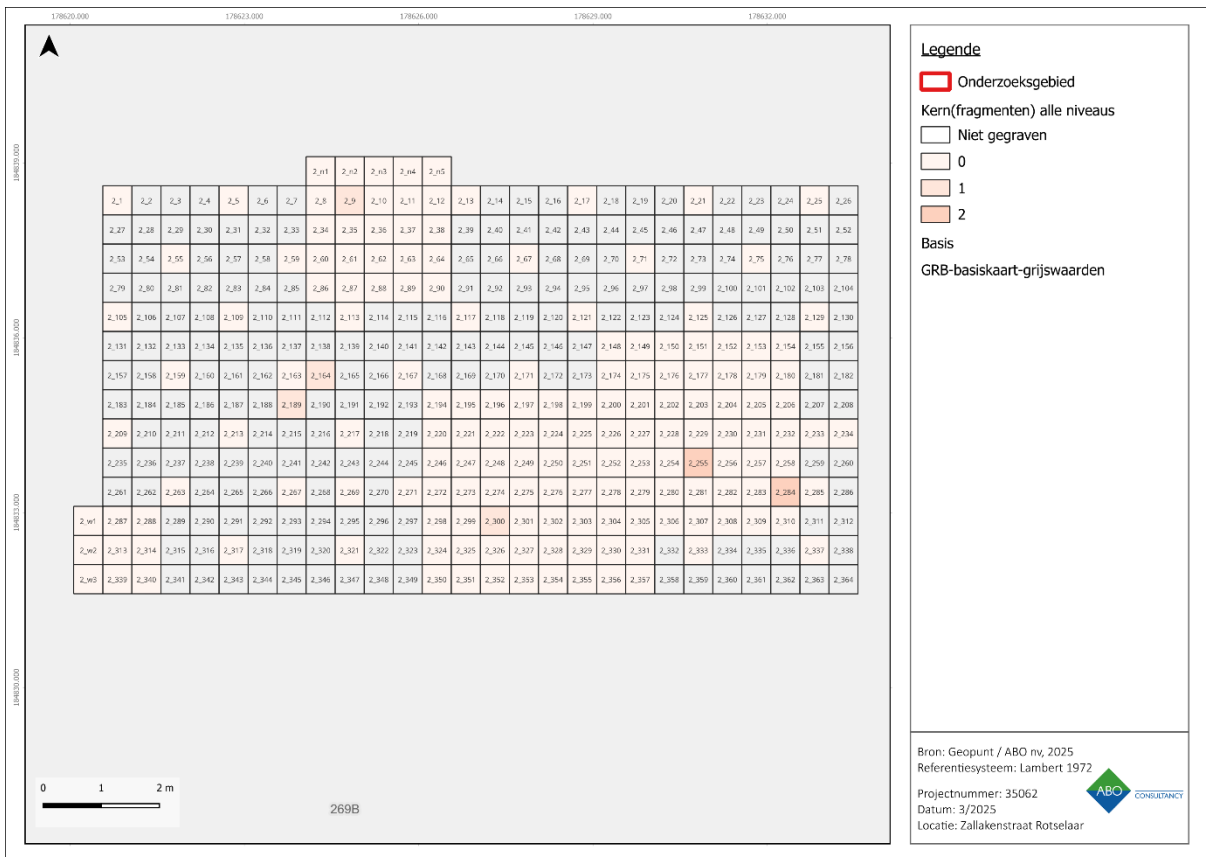 178620.000 178623.000 178626.000 178629.000 178632.000
184839.000
184836.000
184833.000
184830.000
2_n1 2_n2 2_n3 2_n4 2_n5
2_1 2_2 2_3 2_4 2_5 2_6 2_7 2_8 2_9 2_10 2_11 2_12 2_13 2_14 2_15 2_16 2_17 2_18 2_19 2_20 2_21 2_22 2_23 2_24 2_25 2_26
2_27 2_28 2_29 2_30 2_31 2_32 2_33 2_34 2_35 2_36 2_37 2_38 2_39 2_40 2_41 2_42 2_43 2_44 2_45 2_46 2_47 2_48 2_49 2_50 2_51 2_52
2_53 2_54 2_55 2_56 2_57 2_58 2_59 2_60 2_61 2_62 2_63 2_64 2_65 2_66 2_67 2_68 2_69 2_70 2_71 2_72 2_73 2_74 2_75 2_76 2_77 2_78
2_79 2_80 2_81 2_82 2_83 2_84 2_85 2_86 2_87 2_88 2_89 2_90 2_91 2_92 2_93 2_94 2_95 2_96 2_97 2_98 2_99 2_100 2_101 2_102 2_103 2_104
2_105 2_106 2_107 2_108 2_109 2_110 2_111 2_112 2_113 2_114 2_115 2_116 2_117 2_118 2_119 2_120 2_121 2_122 2_123 2_124 2_125 2_126 2_127 2_128 2_129 2_130
2_131 2_132 2_133 2_134 2_135 2_136 2_137 2_138 2_139 2_140 2_141 2_142 2_143 2_144 2_145 2_146 2_147 2_148 2_149 2_150 2_151 2_152 2_153 2_154 2_155 2_156
2_157 2_158 2_159 2_160 2_161 2_162 2_163 2_164 2_165 2_166 2_167 2_168 2_169 2_170 2_171 2_172 2_173 2_174 2_175 2_176 2_177 2_178 2_179 2_180 2_181 2_182
2_183 2_184 2_185 2_186 2_187 2_188 2_189 2_190 2_191 2_192 2_193 2_194 2_195 2_196 2_197 2_198 2_199 2_200 2_201 2_202 2_203 2_204 2_205 2_206 2_207 2_208
2_209 2_210 2_211 2_212 2_213 2_214 2_215 2_216 2_217 2_218 2_219 2_220 2_221 2_222 2_223 2_224 2_225 2_226 2_227 2_228 2_229 2_230 2_231 2_232 2_233 2_234
2_235 2_236 2_237 2_238 2_239 2_240 2_241 2_242 2_243 2_244 2_245 2_246 2_247 2_248 2_249 2_250 2_251 2_252 2_253 2_254 2_255 2_256 2_257 2_258 2_259 2_260
2_261 2_262 2_263 2_264 2_265 2_266 2_267 2_268 2_269 2_270 2_271 2_272 2_273 2_274 2_275 2_276 2_277 2_278 2_279 2_280 2_281 2_282 2_283 2_284 2_285 2_286
2_w1 2_287 2_288 2_289 2_290 2_291 2_292 2_293 2_294 2_295 2_296 2_297 2_298 2_299 2_300 2_301 2_302 2_303 2_304 2_305 2_306 2_307 2_308 2_309 2_310 2_311 2_312
2_w2 2_313 2_314 2_315 2_316 2_317 2_318 2_319 2_320 2_321 2_322 2_323 2_324 2_325 2_326 2_327 2_328 2_329 2_330 2_331 2_332 2_333 2_334 2_335 2_336 2_337 2_338
2_w3 2_339 2_340 2_341 2_342 2_343 2_344 2_345 2_346 2_347 2_348 2_349 2_350 2_351 2_352 2_353 2_354 2_355 2_356 2_357 2_358 2_359 2_360 2_361 2_362 2_363 2_364
0 1 2 m
269B
Legende
Onderzoeksgebied
Kern(fragmenten) alle niveaus
Niet gegraven
0
1
2
Basis
GRB-basiskaart-grijswaarden
Bron: Geopunt / ABO nv, 2025
Referentiesysteem: Lambert 1972
Projectnummer: 35062
Datum: 3/2025
Locatie: Zallakenstraat Rotselaar
ABO
CONSULTANCY